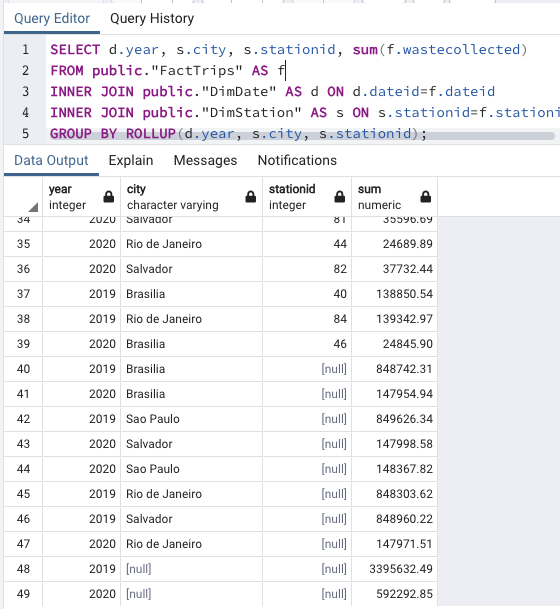 Query Editor Query History
1 SELECT d.year, s.city, s.stationid, sum(f.wastecollected)
2 FROM public."FactTrips" AS f
3 INNER JOIN public."DimDate" AS d ON d.dateid=f.dateid
4 INNER JOIN public."DimStation" AS s ON s.stationid=f.stationi
5 GROUP BY ROLLUP(d.year, s.city, s.stationid);
Data Output Explain Messages Notifications
year city stationid sum
integer character varying integer numeric
34 2020 Salvador 81 35596.69
35 2020 Rio de Janeiro 44 24689.89
36 2020 Salvador 82 37732.44
37 2019 Brasilia 40 138850.54
38 2019 Rio de Janeiro 84 139342.97
39 2020 Brasilia 46 24845.90
40 2019 Brasilia [null] 848742.31
41 2020 Brasilia [null] 147954.94
42 2019 Sao Paulo [null] 849626.34
43 2020 Salvador [null] 147998.58
44 2020 Sao Paulo [null] 148367.82
45 2019 Rio de Janeiro [null] 848303.62
46 2019 Salvador [null] 848960.22
47 2020 Rio de Janeiro [null] 147971.51
48 2019 [null] [null] 3395632.49
49 2020 [null] [null] 592292.85